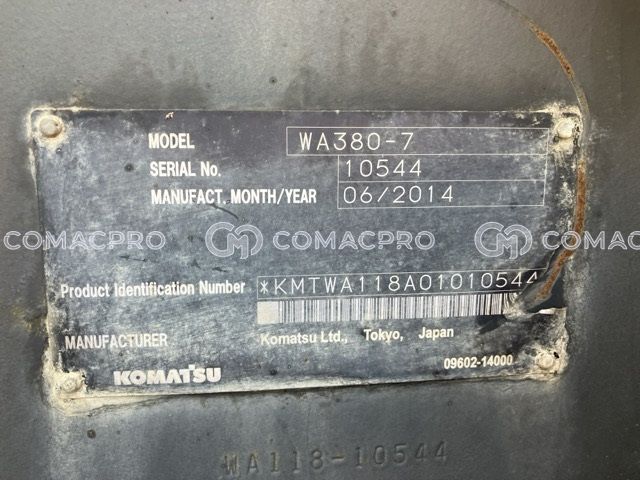 MODEL WA380-7
SERIAL No. 10544
MANUFACT. MONTH/YEAR 06/2014
COMACPRO COMACPRO COMACPRO
Product Identification Number *KMTWA118A01010544
MANUFACTURER Komatsu Ltd., Tokyo, Japan
KOMATSU 09602-14000
WA118-10544